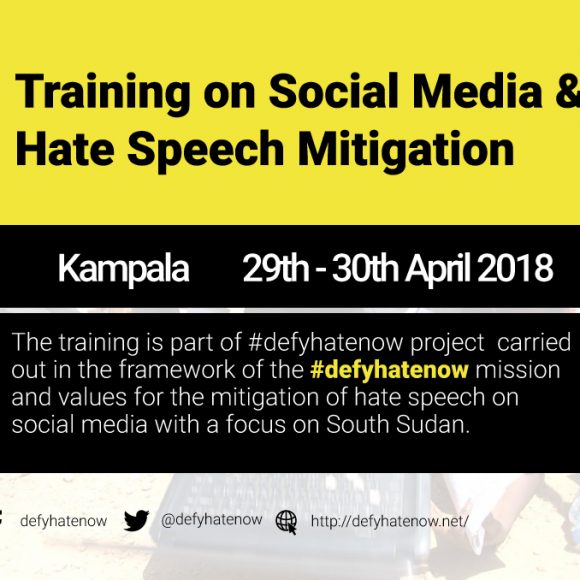 Training on Social Media &
Hate Speech Mitigation
Kampala 29th - 30th April 2018
The training is part of #defyhatenow project carried
out in the framework of the #defyhatenow mission
and values for the mitigation of hate speech on
social media with a focus on South Sudan.
defyhatenow @defyhatenow http://defyhatenow.net/